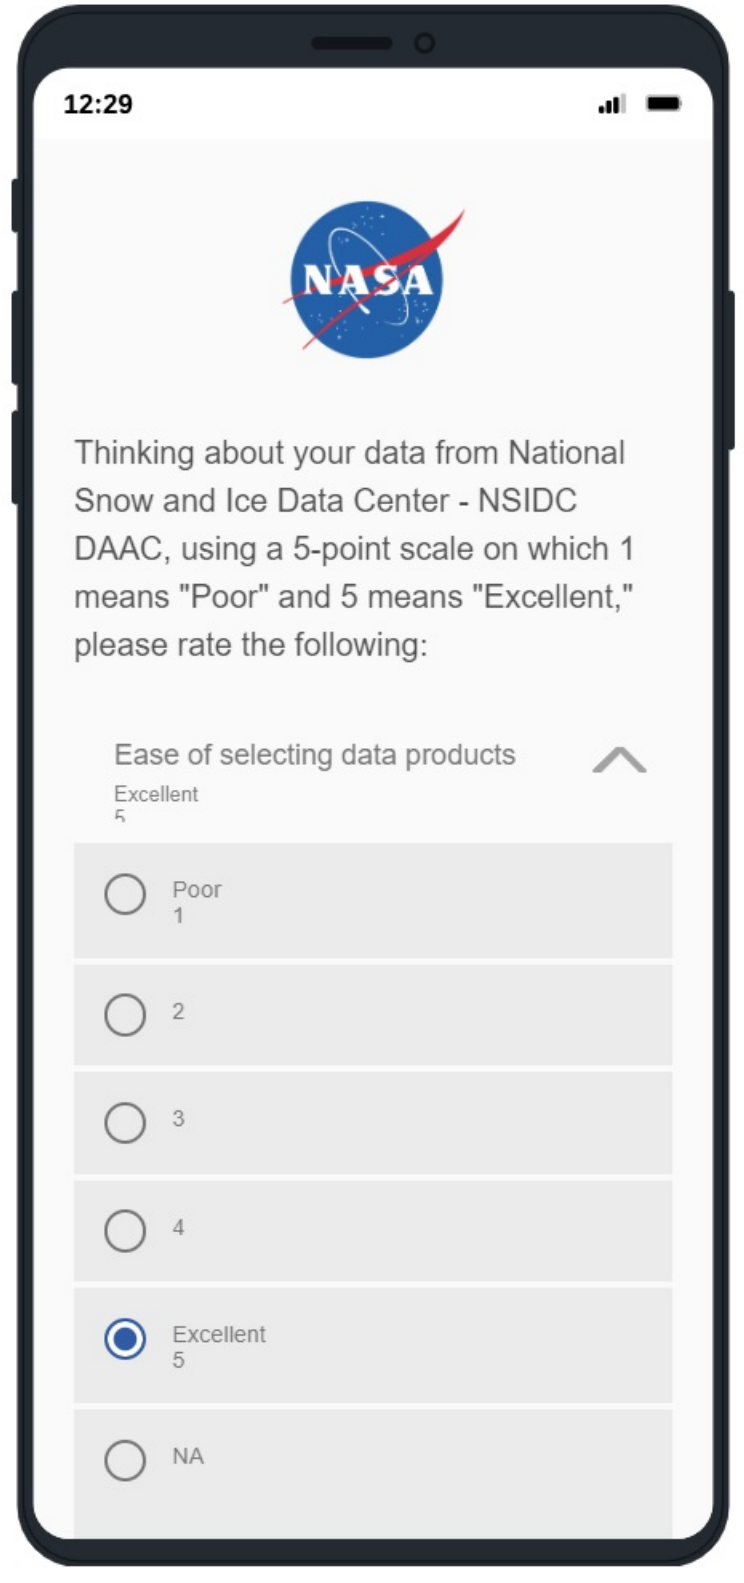 12:29
NASA
Thinking about your data from National
Snow and Ice Data Center - NSIDC
DAAC, using a 5-point scale on which 1
means "Poor" and 5 means "Excellent,"
please rate the following:
Ease of selecting data products
Excellent
5
Poor
1
2
3
4
Excellent
5
NA